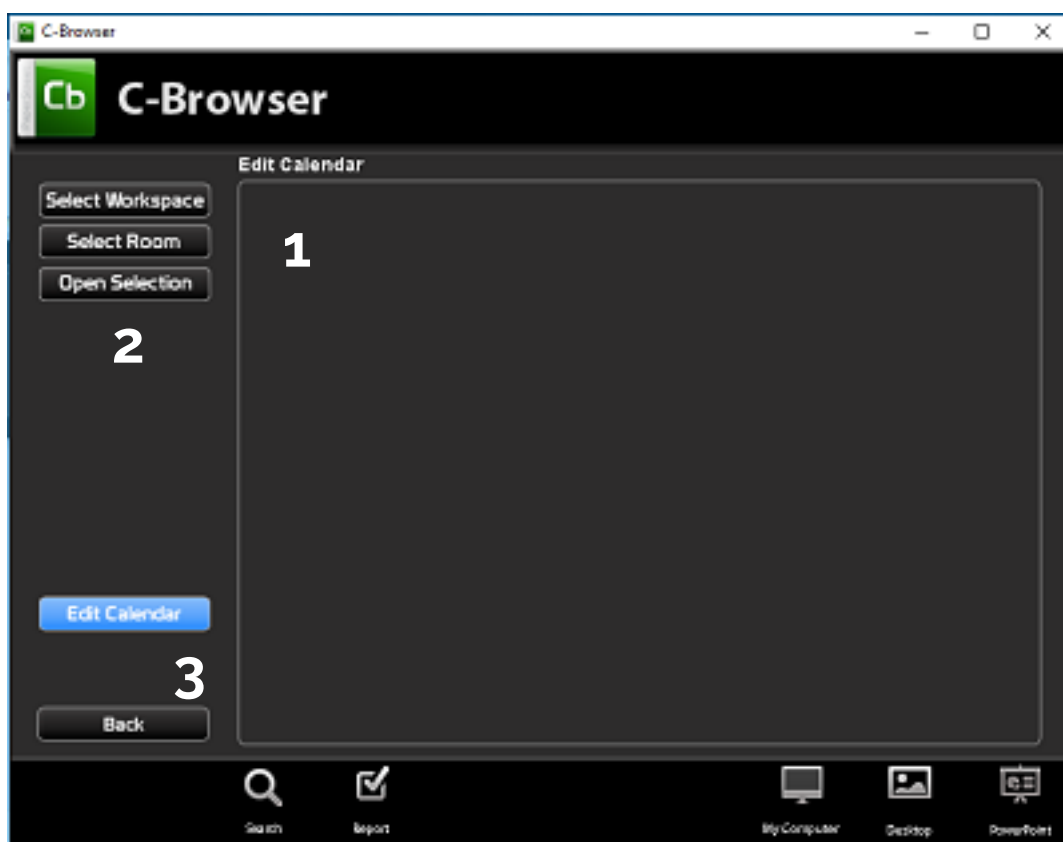 C-Browser
Cb C-Browser
Edit Calendar
Select Workspace
Select Room
1
Open Selection
2
Edit Calendar
3
Back
Search Report My Computer Desktop PowerPoint